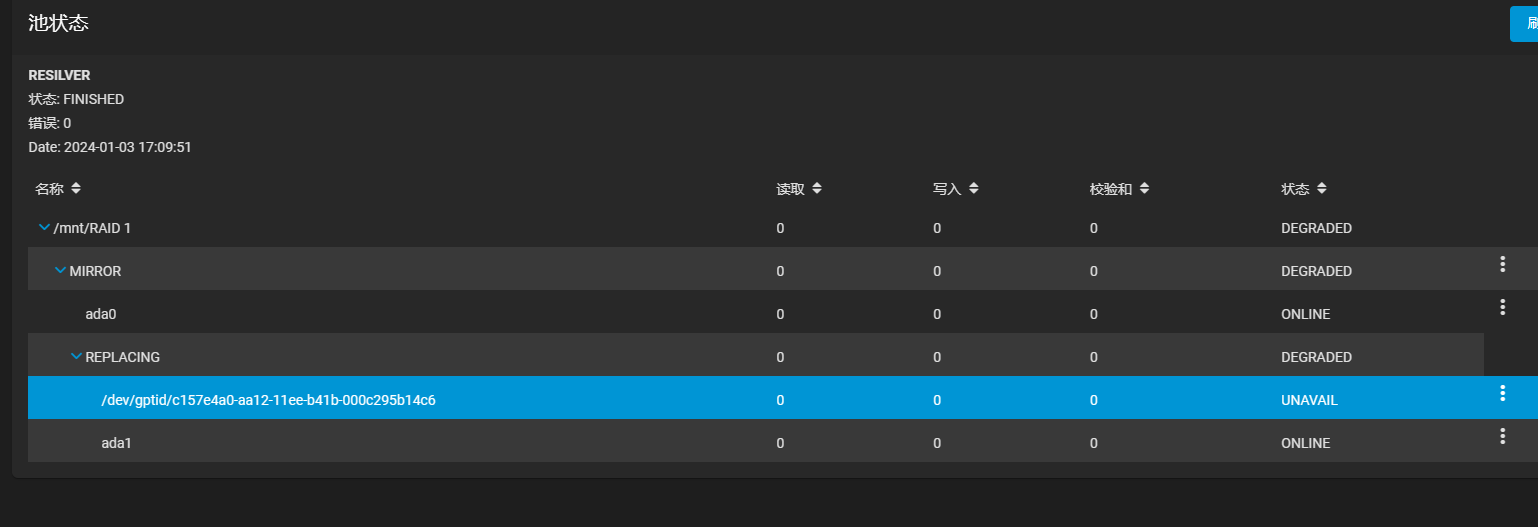 池状态
刷
RESILVER
状态: FINISHED
错误: 0
Date: 2024-01-03 17:09:51
名称 读取 写入 校验和 状态
/mnt/RAID 1 0 0 0 DEGRADED
MIRROR 0 0 0 DEGRADED
ada0 0 0 0 ONLINE
REPLACING 0 0 0 DEGRADED
/dev/gptid/c157e4a0-aa12-11ee-b41b-000c295b14c6 0 0 0 UNAVAIL
ada1 0 0 0 ONLINE